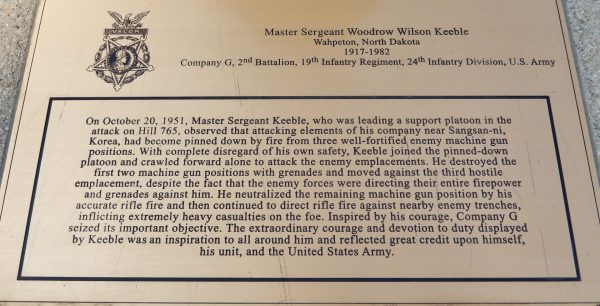 VALOR
Master Sergeant Woodrow Wilson Keeble
Wahpeton, North Dakota
1917-1982
Company G, 2nd Battalion, 19th Infantry Regiment, 24th Infantry Division, U.S. Army
On October 20, 1951, Master Sergeant Keeble, who was leading a support platoon in the
attack on Hill 765, observed that attacking elements of his company near Sangsan-ni,
Korea, had become pinned down by fire from three well-fortified enemy machine gun
positions. With complete disregard of his own safety, Keeble joined the pinned-down
platoon and crawled forward alone to attack the enemy emplacements. He destroyed the
first two machine gun positions with grenades and moved against the third hostile
emplacement, despite the fact that the enemy forces were directing their entire firepower
and grenades against him. He neutralized the remaining machine gun position by his
accurate rifle fire and then continued to direct rifle fire against nearby enemy trenches,
inflicting extremely heavy casualties on the foe. Inspired by his courage, Company G
seized its important objective. The extraordinary courage and devotion to duty displayed
by Keeble was an inspiration to all around him and reflected great credit upon himself,
his unit, and the United States Army.